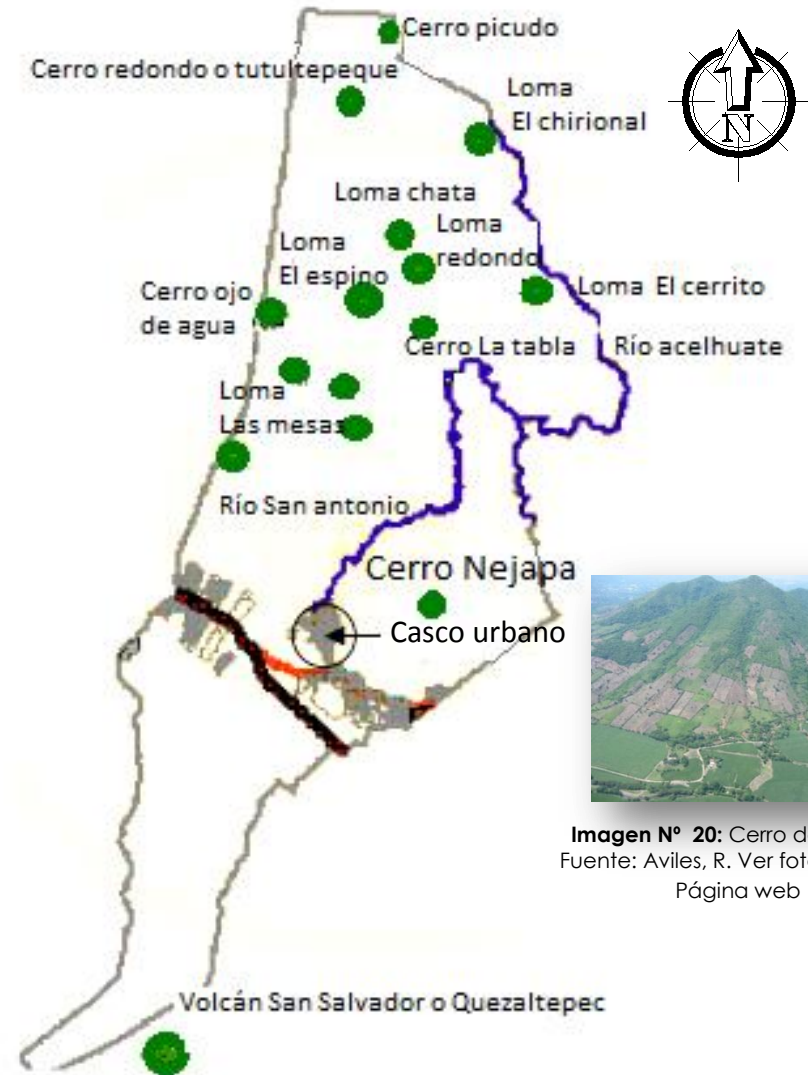 Cerro picudo
Cerro redondo o tutultepeque
Loma
El chirional
N
Loma chata
Loma
redondo
Loma
El espino
Cerro ojo
de agua
Loma El cerrito
Cerro La tabla
Río acelhuate
Loma
Las mesas
Río San antonio
Cerro Nejapa
Casco urbano
Imagen Nº 20: Cerro d
Fuente: Aviles, R. Ver fot
Página web
Volcán San Salvador o Quezaltepec